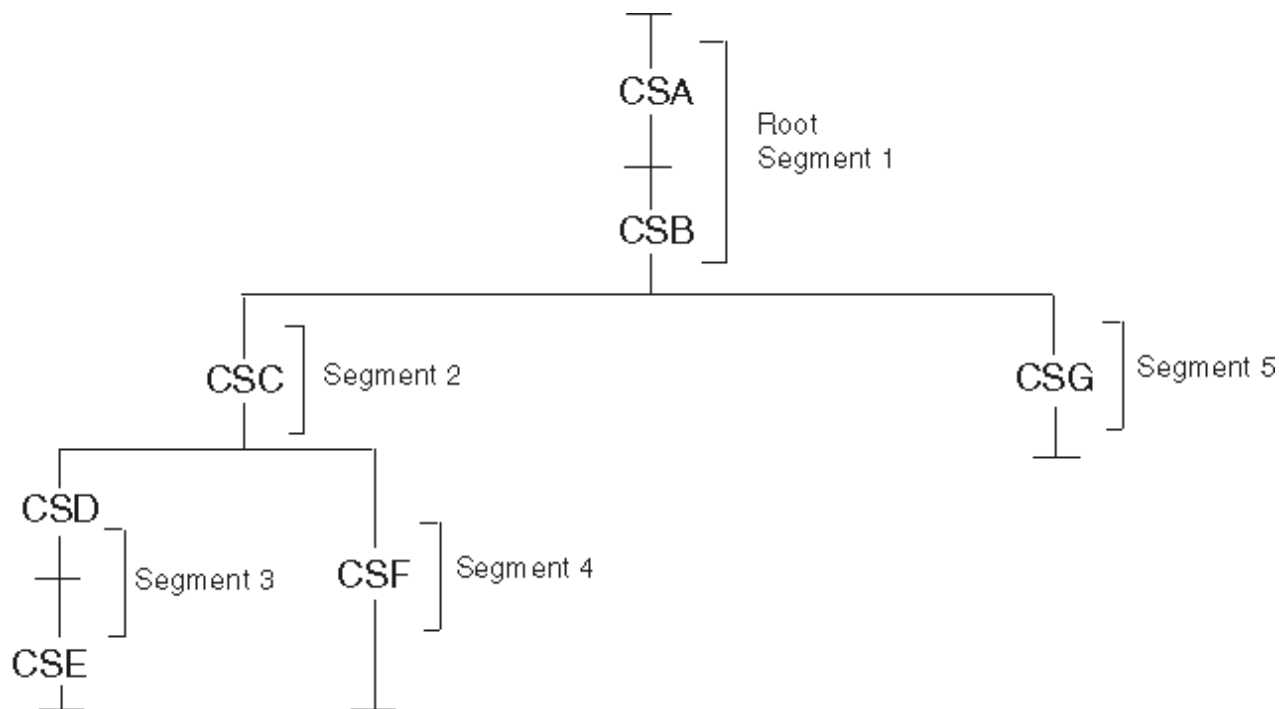 CSA
Root
Segment 1
CSB
CSC
Segment 2
CSG
Segment 5
CSD
Segment 3
CSF
Segment 4
CSE